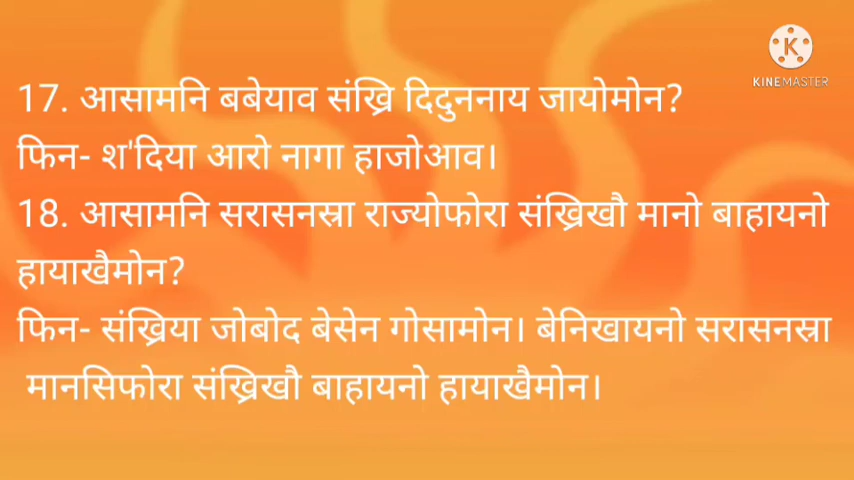 K
KINEMASTER
17. आसामनि बबेयाव संख्रि दिदुननाय जायोमोन?
फिन- श'दिया आरो नागा हाजोआव।
18. आसामनि सरासनस्रा राज्योफोरा संख्रिखौ मानो बाहायनो
हायाखैमोन?
फिन- संख्रिया जोबोद बेसेन गोसामोन। बेनिखायनो सरासनस्रा
मानसिफोरा संख्रिखौ बाहायनो हायाखैमोन।